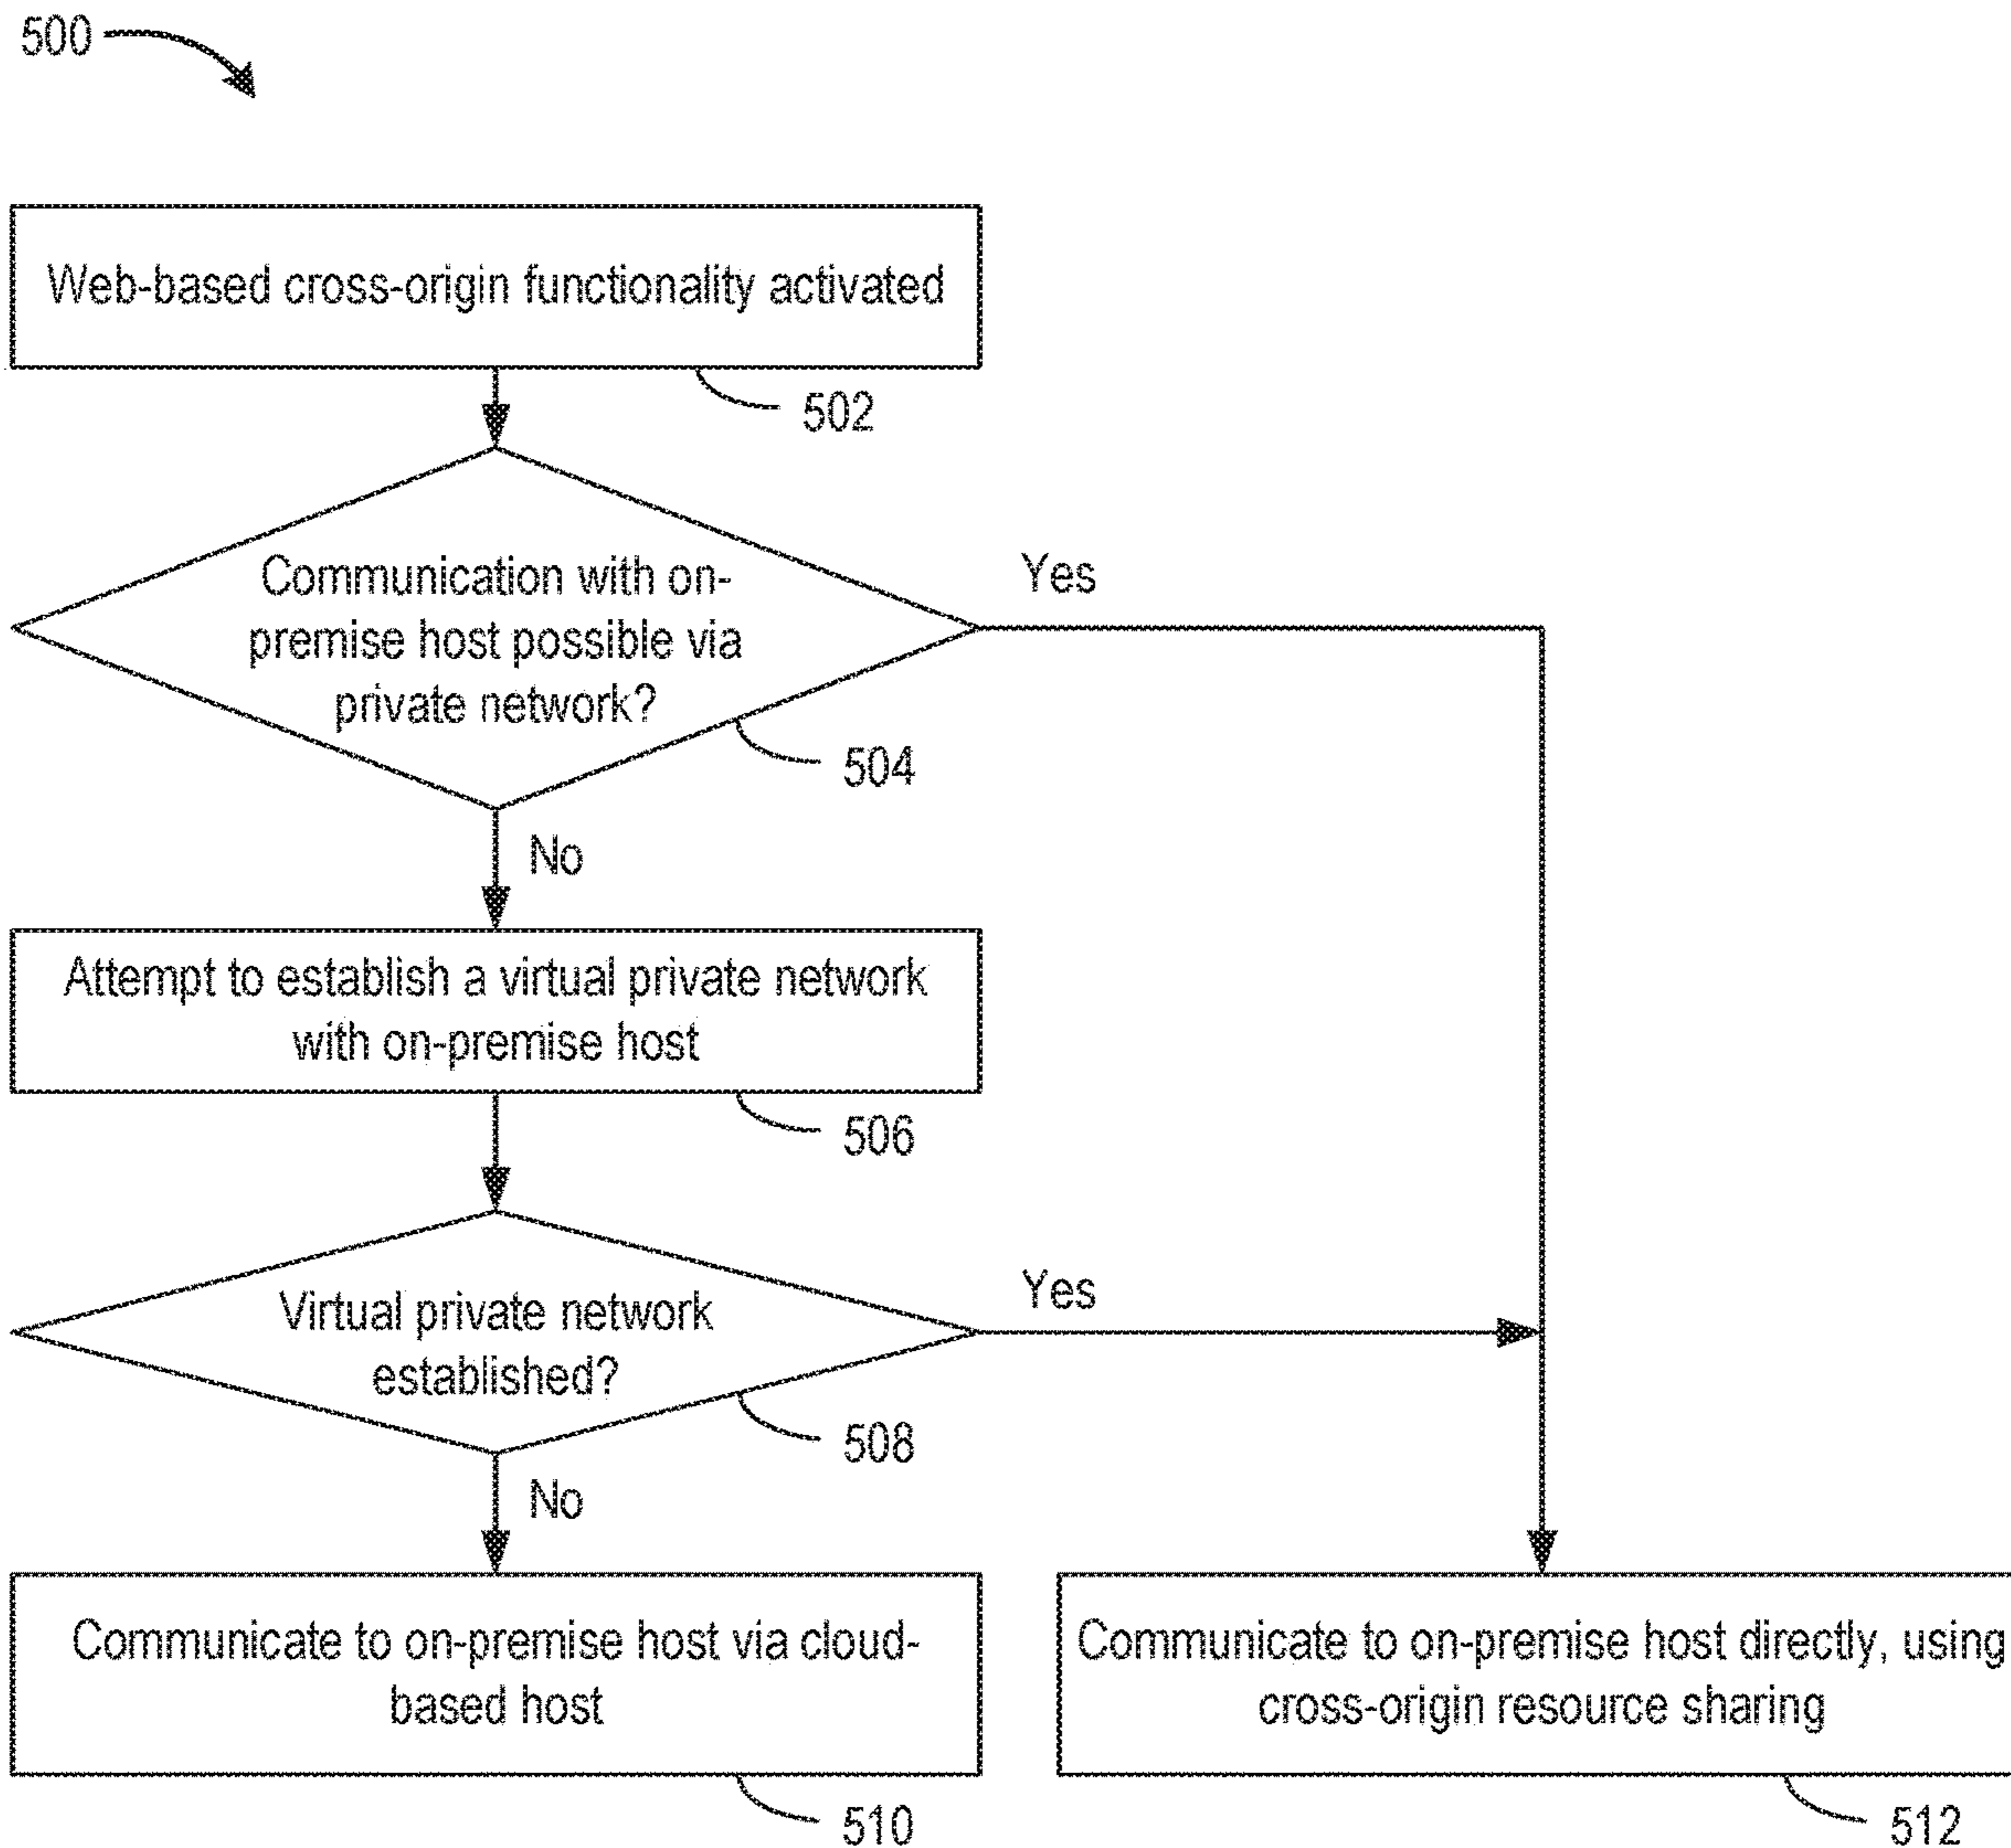 500
Web-based cross-origin functionality activated
502
Communication with on-
premise host possible via
private network?
Yes
504
No
Attempt to establish a virtual private network
with on-premise host
506
Virtual private network
established?
Yes
508
No
Communicate to on-premise host via cloud-
based host
510
Communicate to on-premise host directly, using
cross-origin resource sharing
512